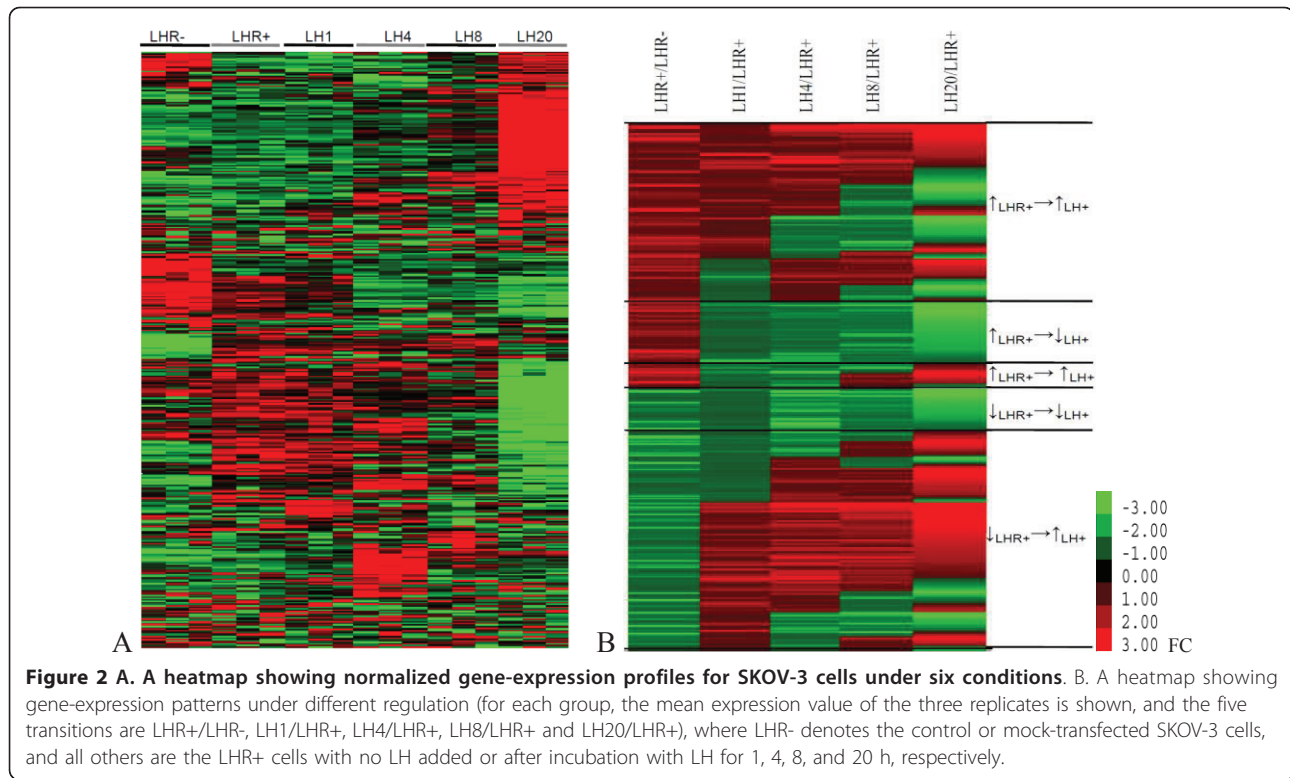 LHR- LHR+ LH1 LH4 LH8 LH20
LHR+/LHR-
LH1/LHR+
LH4/LHR+
LH8/LHR+
LH20/LHR+
↑LHR+→↑LH+
↑LHR+→↓LH+
↑LHR+→ ↑LH+
↓LHR+→↓LH+
↓LHR+→↑LH+
-3.00
-2.00
-1.00
0.00
1.00
2.00
3.00 FC
A
B
Figure 2 A. A heatmap showing normalized gene-expression profiles for SKOV-3 cells under six conditions. B. A heatmap showing
gene-expression patterns under different regulation (for each group, the mean expression value of the three replicates is shown, and the five
transitions are LHR+/LHR-, LH1/LHR+, LH4/LHR+, LH8/LHR+ and LH20/LHR+), where LHR- denotes the control or mock-transfected SKOV-3 cells,
and all others are the LHR+ cells with no LH added or after incubation with LH for 1, 4, 8, and 20 h, respectively.